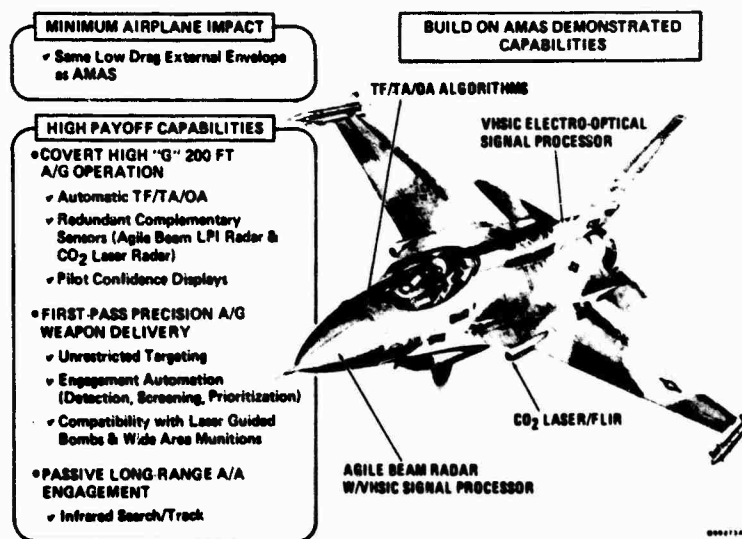 MINIMUM AIRPLANE IMPACT
✓ Same Low Drag External Envelope
as AMAS
HIGH PAYOFF CAPABILITIES
•COVERT HIGH "G" 200 FT
A/G OPERATION
✓ Automatic TF/TA/OA
✓ Redundant Complementary
Sensors (Agile Beam LPI Radar &
CO2 Laser Radar)
✓ Pilot Confidence Displays
•FIRST-PASS PRECISION A/G
WEAPON DELIVERY
✓ Unrestricted Targeting
✓ Engagement Automation
(Detection, Screening, Prioritization)
✓ Compatibility with Laser Guided
Bombs & Wide Area Munitions
•PASSIVE LONG-RANGE A/A
ENGAGEMENT
✓ Infrared Search/Track
BUILD ON AMAS DEMONSTRATED
CAPABILITIES
TF/TA/OA ALGORITHMS
VHSIC ELECTRO-OPTICAL
SIGNAL PROCESSOR
CO2 LASER/FLIR
AGILE BEAM RADAR
W/VHSIC SIGNAL PROCESSOR